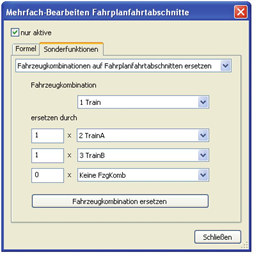 Mehrfach-Bearbeiten Fahrplanfahrtabschnitte
nur aktive
Formel Sonderfunktionen
Fahrzeugkombinationen auf Fahrplanfahrtabschnitten ersetzen
Fahrzeugkombination
1 Train
ersetzen durch
1 x 2 TrainA
1 x 3 TrainB
0 x Keine FzgKomb
Fahrzeugkombination ersetzen
Schließen